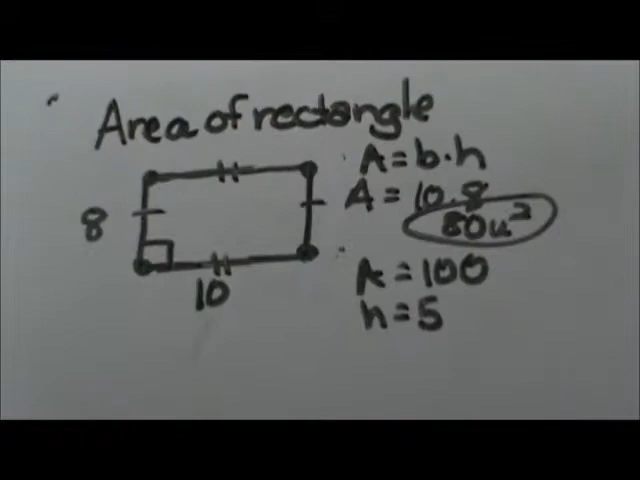 Area of rectangle
A = b·h
A = 10.8
80u²
8
10
A = 100
h = 5